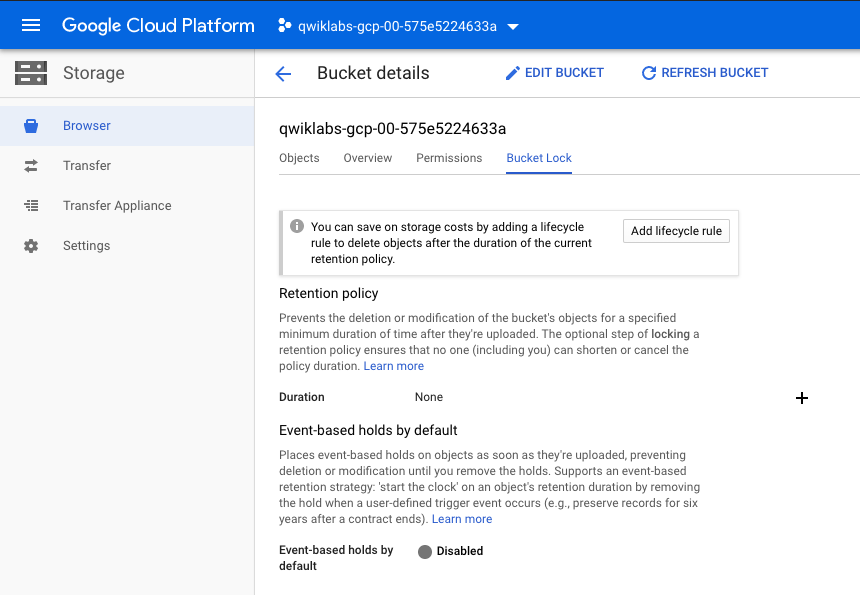 Google Cloud Platform
qwiklabs-gcp-00-575e5224633a
Storage
Bucket details
EDIT BUCKET
REFRESH BUCKET
Browser
Transfer
Transfer Appliance
Settings
qwiklabs-gcp-00-575e5224633a
Objects
Overview
Permissions
Bucket Lock
You can save on storage costs by adding a lifecycle
rule to delete objects after the duration of the current
retention policy.
Add lifecycle rule
Retention policy
Prevents the deletion or modification of the bucket's objects for a specified
minimum duration of time after they're uploaded. The optional step of locking a
retention policy ensures that no one (including you) can shorten or cancel the
policy duration. Learn more
Duration
None
Event-based holds by default
Places event-based holds on objects as soon as they're uploaded, preventing
deletion or modification until you remove the holds. Supports an event-based
retention strategy: 'start the clock' on an object's retention duration by removing
the hold when a user-defined trigger event occurs (e.g., preserve records for six
years after a contract ends). Learn more
Event-based holds by
default
Disabled